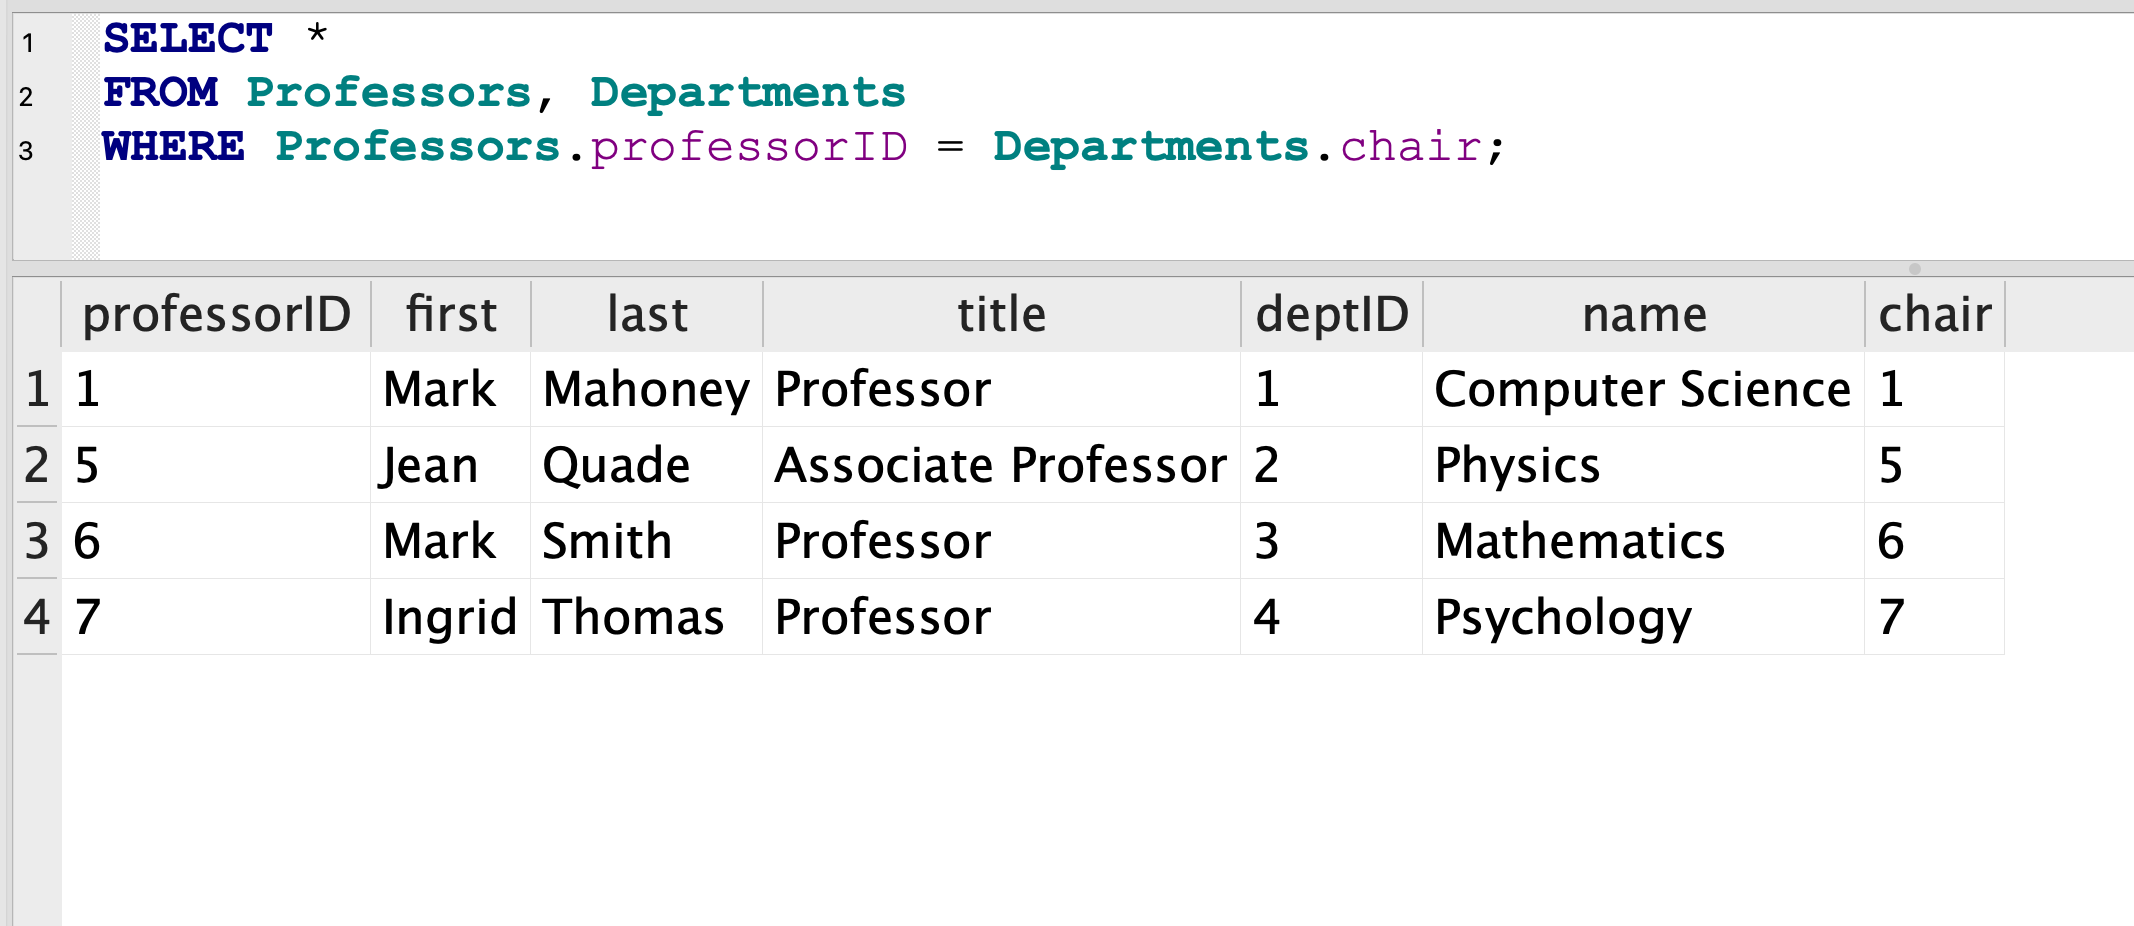 1 SELECT *
2 FROM Professors, Departments
3 WHERE Professors.professorID = Departments.chair;
professorID first last title deptID name chair
1 1 Mark Mahoney Professor 1 Computer Science 1
2 5 Jean Quade Associate Professor 2 Physics 5
3 6 Mark Smith Professor 3 Mathematics 6
4 7 Ingrid Thomas Professor 4 Psychology 7